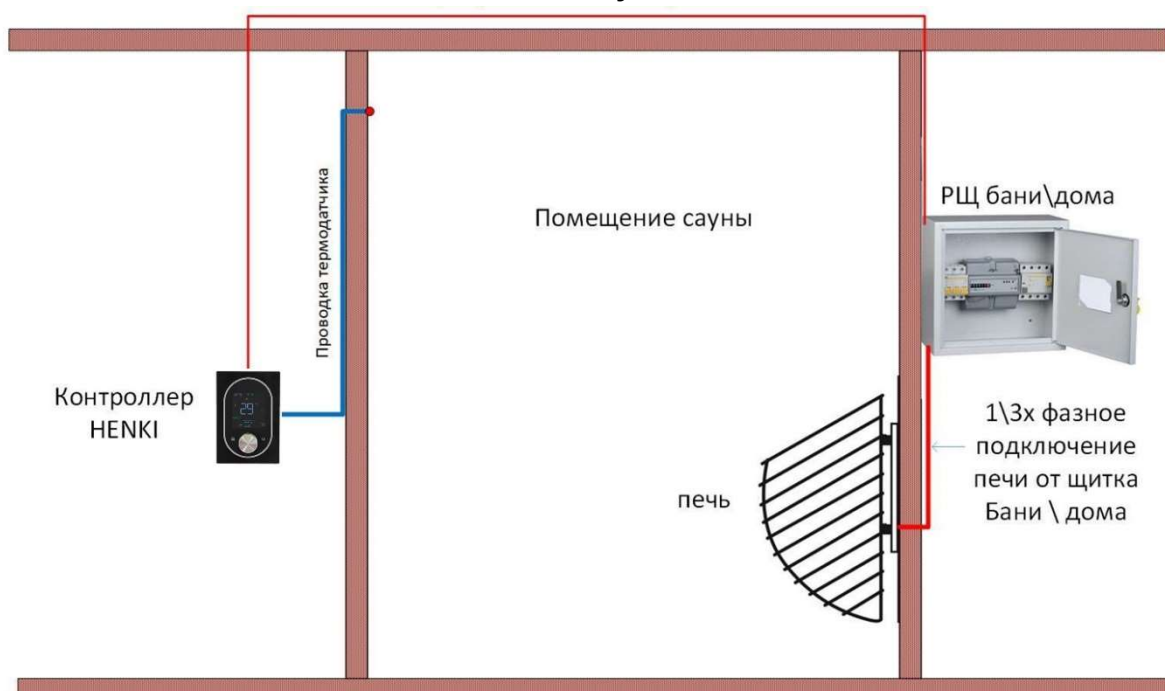 РЩ бани\дома
Проводка термодатчика
Помещение сауны
Контроллер
HENKI
29
1\3х фазное
подключение
печи от щитка
Бани \ дома
печь